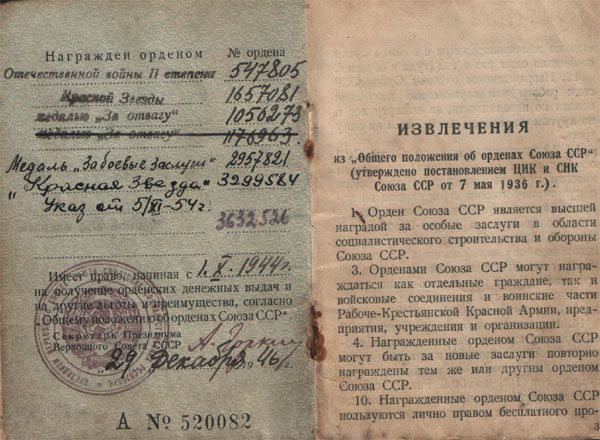 Награжден орденом № ордена
Отечественной войны II степени 547805
Красной Звезды 1657081
медалью „За отвагу“ 1056273
медалью „За отвагу“ 1176963.
Медаль „За боевые заслуги“ 2957821
„Красная Звезда“ 3299584
Указ от 5/XI-54г.
3632526
Имеет право, начиная с 1.X.1944г.
на получение орденских денежных выдач и
на другие льготы и преимущества, согласно
„Общему положению об орденах Союза ССР“.
Секретарь Президиума
Верховного Совета СССР А. Горкин
"29" декабря 1946г.
А № 520082
ИЗВЛЕЧЕНИЯ
из „Общего положения об орденах Союза ССР“
(утверждено постановлением ЦИК и СНК
Союза ССР от 7 мая 1936 г.).
1. Орден Союза ССР является высшей
наградой за особые заслуги в области
социалистического строительства и обороны
Союза ССР.
3. Орденами Союза ССР могут награ-
ждаться как отдельные граждане, так и
войсковые соединения и воинские части
Рабоче-Крестьянской Красной Армии, пред-
приятия, учреждения и организации.
4. Награжденные орденом Союза ССР
могут быть за новые заслуги повторно
награждены тем же или другим орденом
Союза ССР.
10. Награжденные орденом Союза ССР
пользуются лично правом бесплатного про-
3